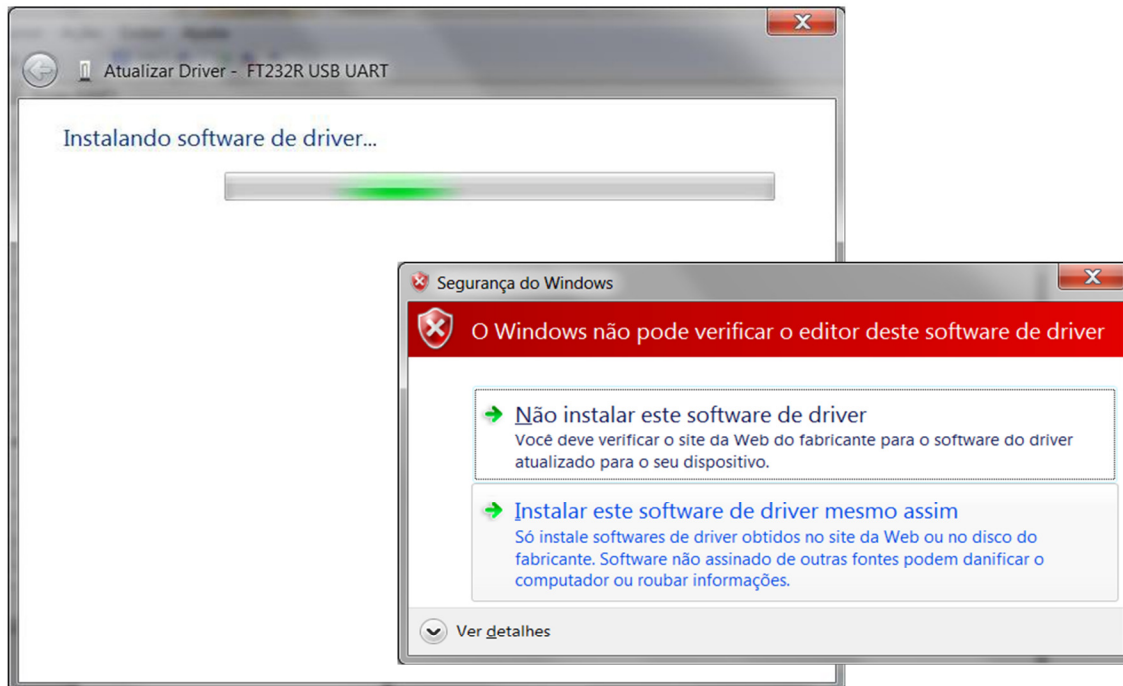 Atualizar Driver - FT232R USB UART
Instalando software de driver...
Segurança do Windows
O Windows não pode verificar o editor deste software de driver
Não instalar este software de driver
Você deve verificar o site da Web do fabricante para o software do driver
atualizado para o seu dispositivo.
Instalar este software de driver mesmo assim
Só instale softwares de driver obtidos no site da Web ou no disco do
fabricante. Software não assinado de outras fontes podem danificar o
computador ou roubar informações.
Ver detalhes